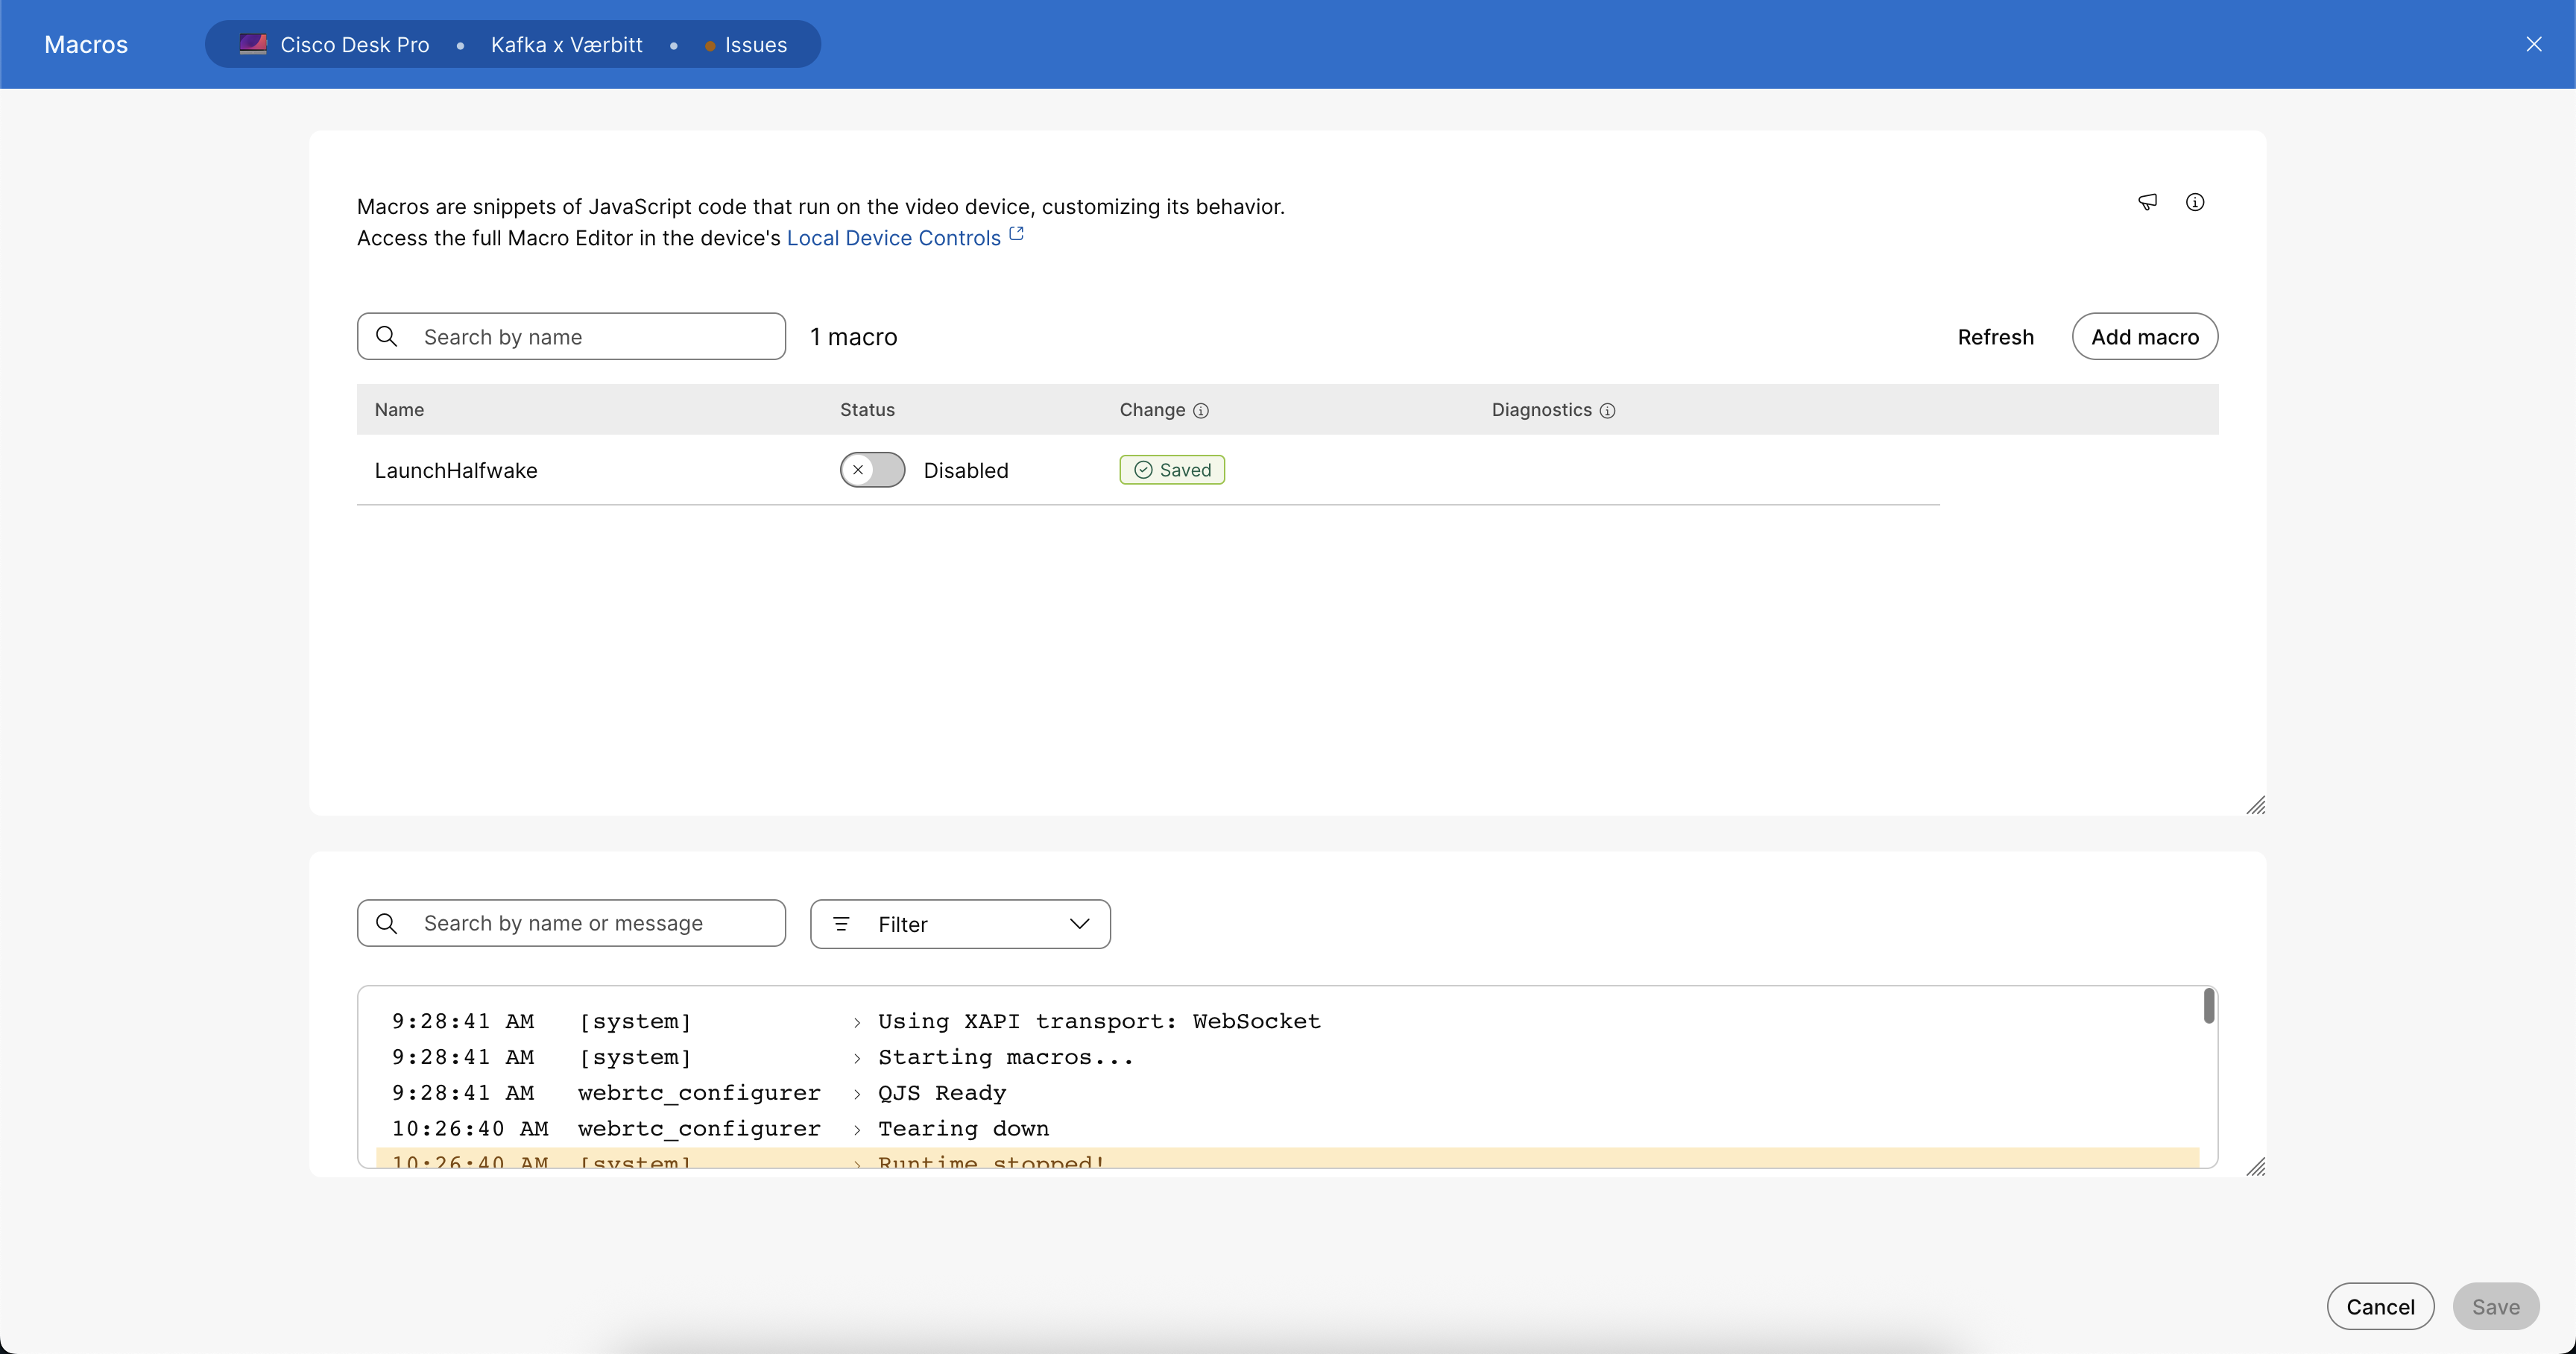 Macros
Cisco Desk Pro • Kafka x Værbitt • Issues
Macros are snippets of JavaScript code that run on the video device, customizing its behavior.
Access the full Macro Editor in the device's Local Device Controls
Search by name
1 macro
Refresh
Add macro
Name Status Change Diagnostics
LaunchHalfwake Disabled Saved
Search by name or message
Filter
9:28:41 AM [system] › Using XAPI transport: WebSocket
9:28:41 AM [system] › Starting macros...
9:28:41 AM webrtc_configurer › QJS Ready
10:26:40 AM webrtc_configurer › Tearing down
10:26:40 AM [system] › Runtime stopped!
Cancel
Save